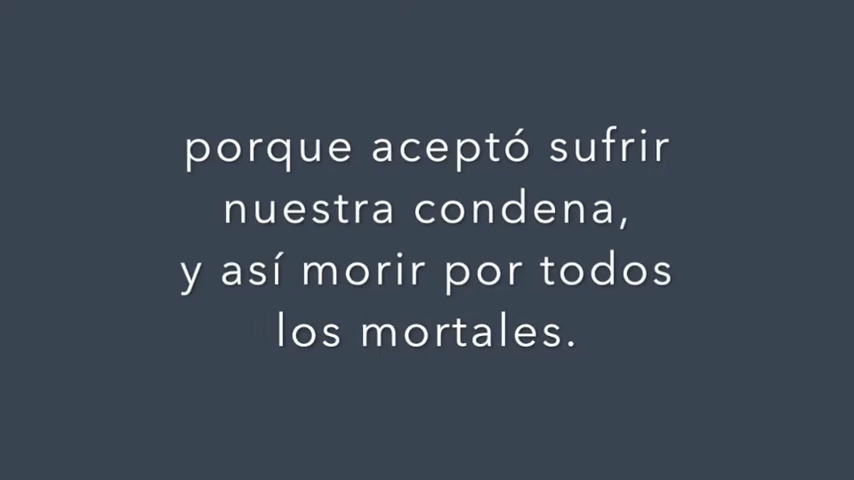 porque aceptó sufrir
nuestra condena,
y así morir por todos
los mortales.